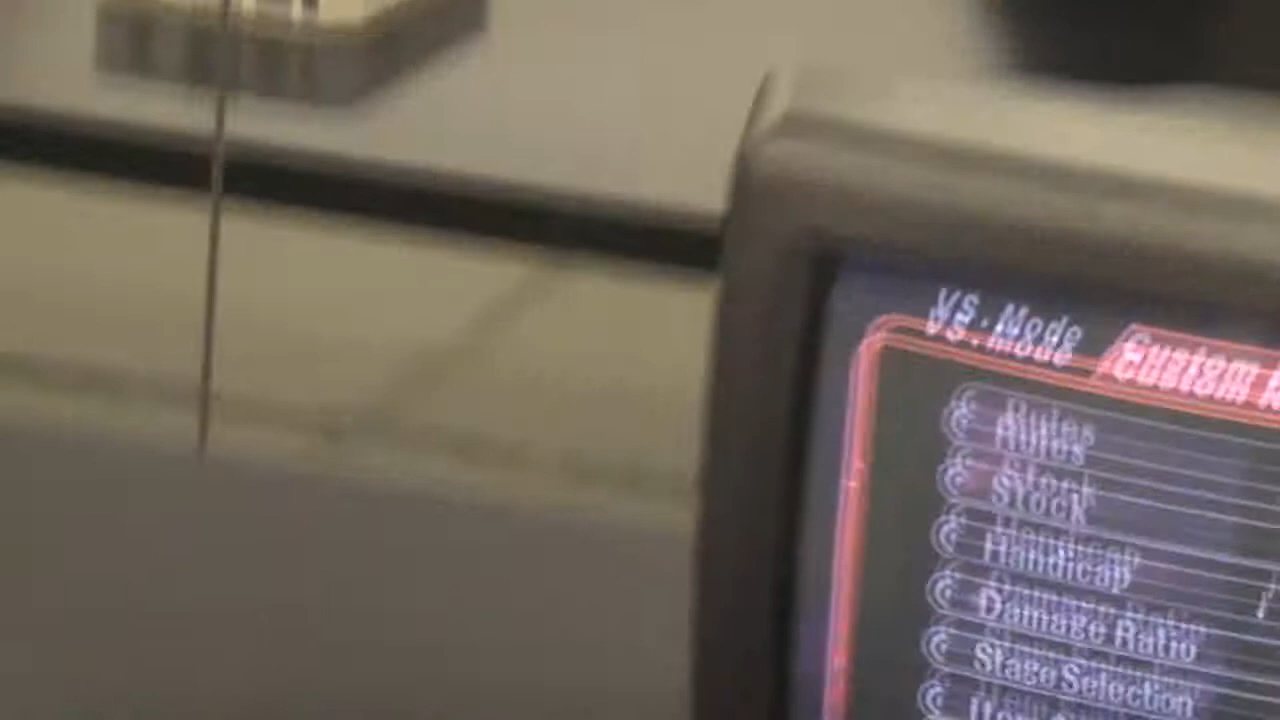 VS. Mode
Custom
Rules
Stock
Handicap
Damage Ratio
Stage Selection